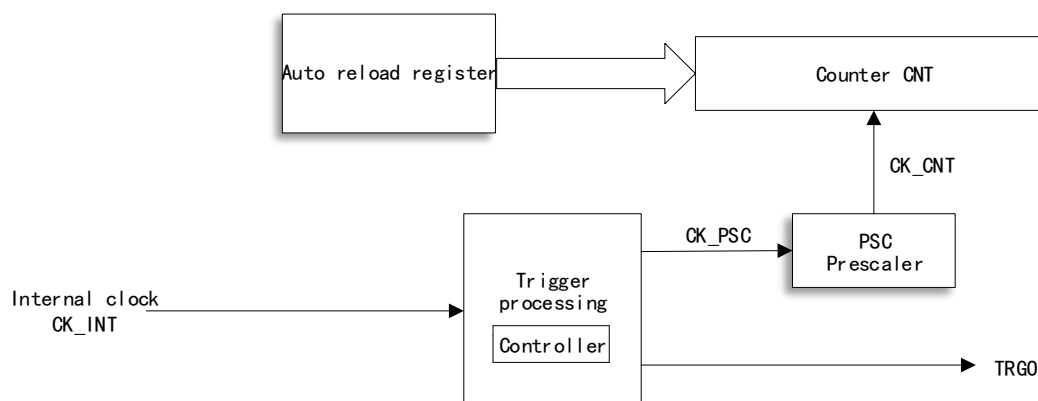 Auto reload register
Counter CNT
CK_CNT
CK_PSC
PSC
Prescaler
Trigger
processing
Controller
Internal clock
CK_INT
TRGO